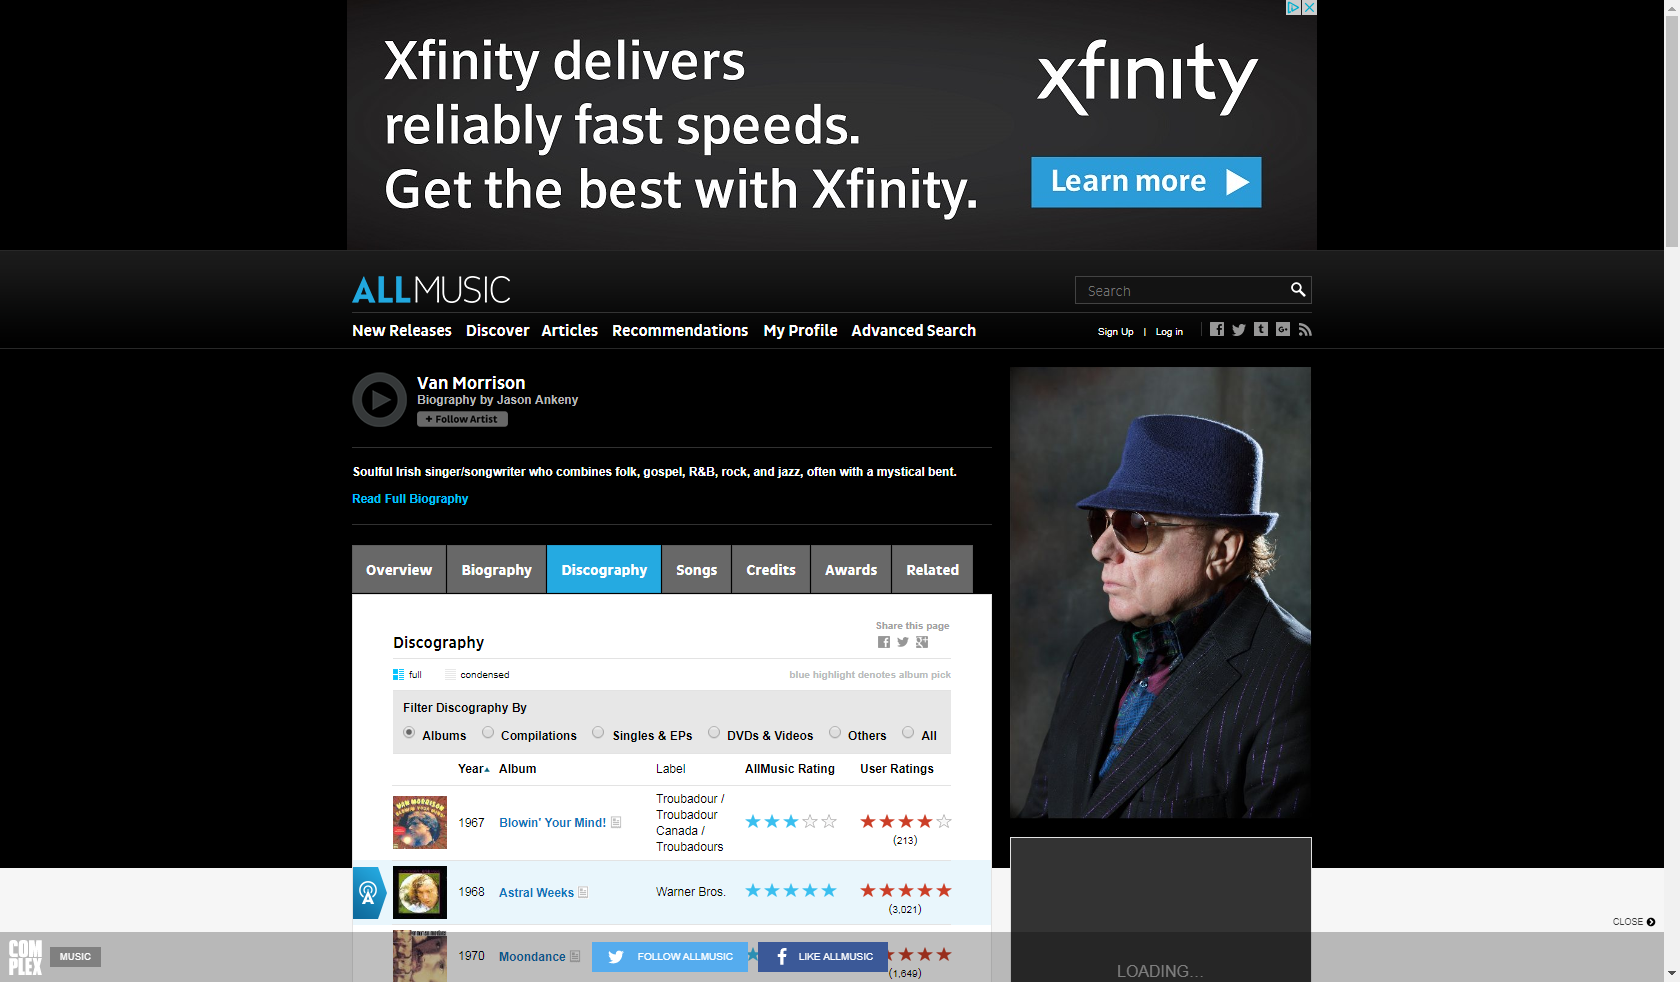 Xfinity delivers
reliably fast speeds.
Get the best with Xfinity.
xfinity
Learn more
ALLMUSIC
Search
New Releases Discover Articles Recommendations My Profile Advanced Search
Sign Up | Log in
Van Morrison
Biography by Jason Ankeny
+ Follow Artist
Soulful Irish singer/songwriter who combines folk, gospel, R&B, rock, and jazz, often with a mystical bent.
Read Full Biography
Overview Biography Discography Songs Credits Awards Related
Share this page
Discography
full condensed blue highlight denotes album pick
Filter Discography By
Albums Compilations Singles & EPs DVDs & Videos Others All
Year Album Label AllMusic Rating User Ratings
VAN MORRISON
1967 Blowin' Your Mind! Troubadour /
Troubadour
Canada /
Troubadours
(213)
1968 Astral Weeks Warner Bros.
(3,021)
CLOSE
COMPLEX
MUSIC
1970 Moondance
FOLLOW ALLMUSIC
LIKE ALLMUSIC
(1,649)
LOADING...